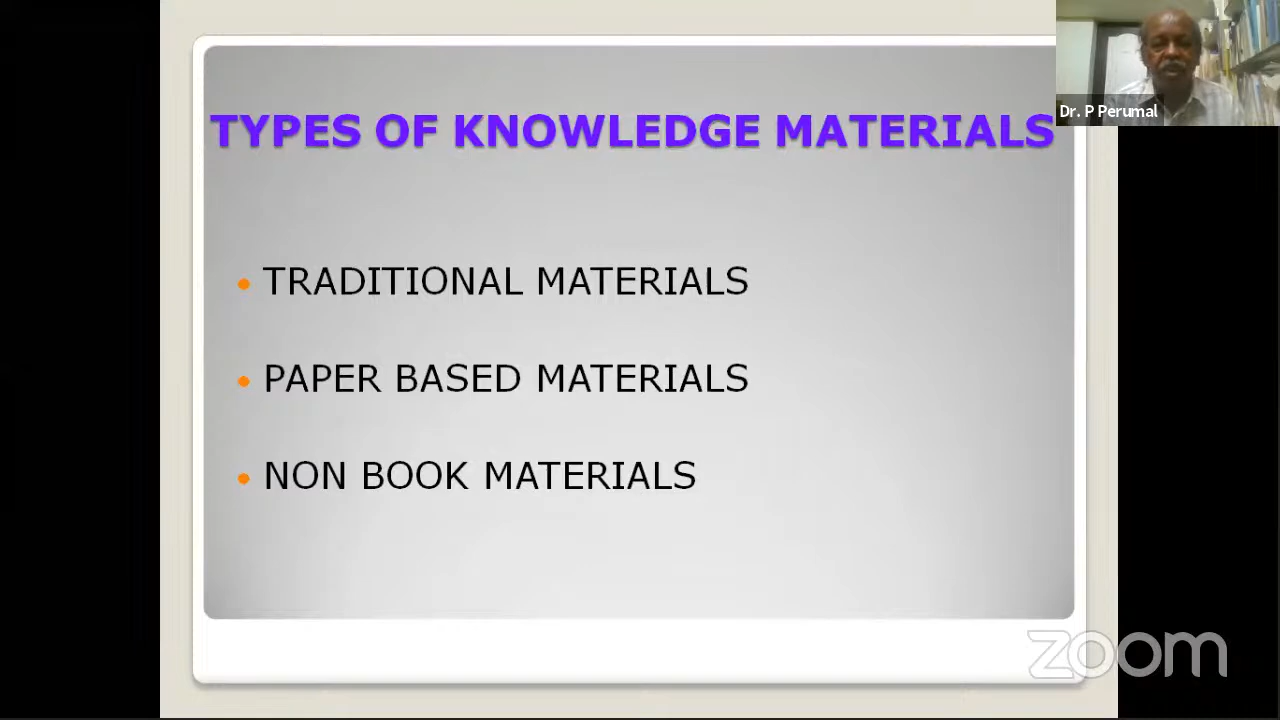 TYPES OF KNOWLEDGE MATERIALS
Dr. P Perumal
TRADITIONAL MATERIALS
PAPER BASED MATERIALS
NON BOOK MATERIALS
zoom